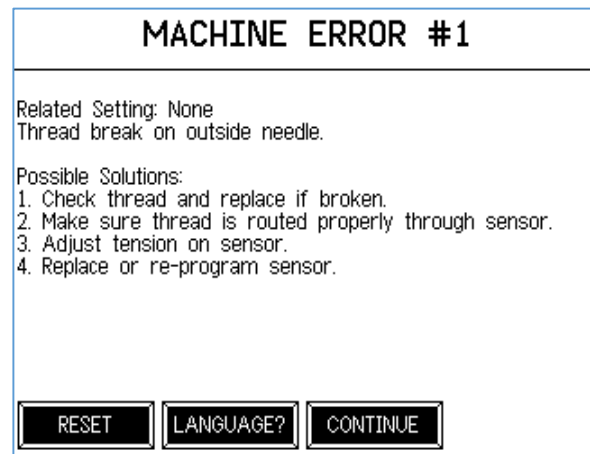 MACHINE ERROR #1
Related Setting: None
Thread break on outside needle.
Possible Solutions:
1. Check thread and replace if broken.
2. Make sure thread is routed properly through sensor.
3. Adjust tension on sensor.
4. Replace or re-program sensor.
RESET
LANGUAGE?
CONTINUE